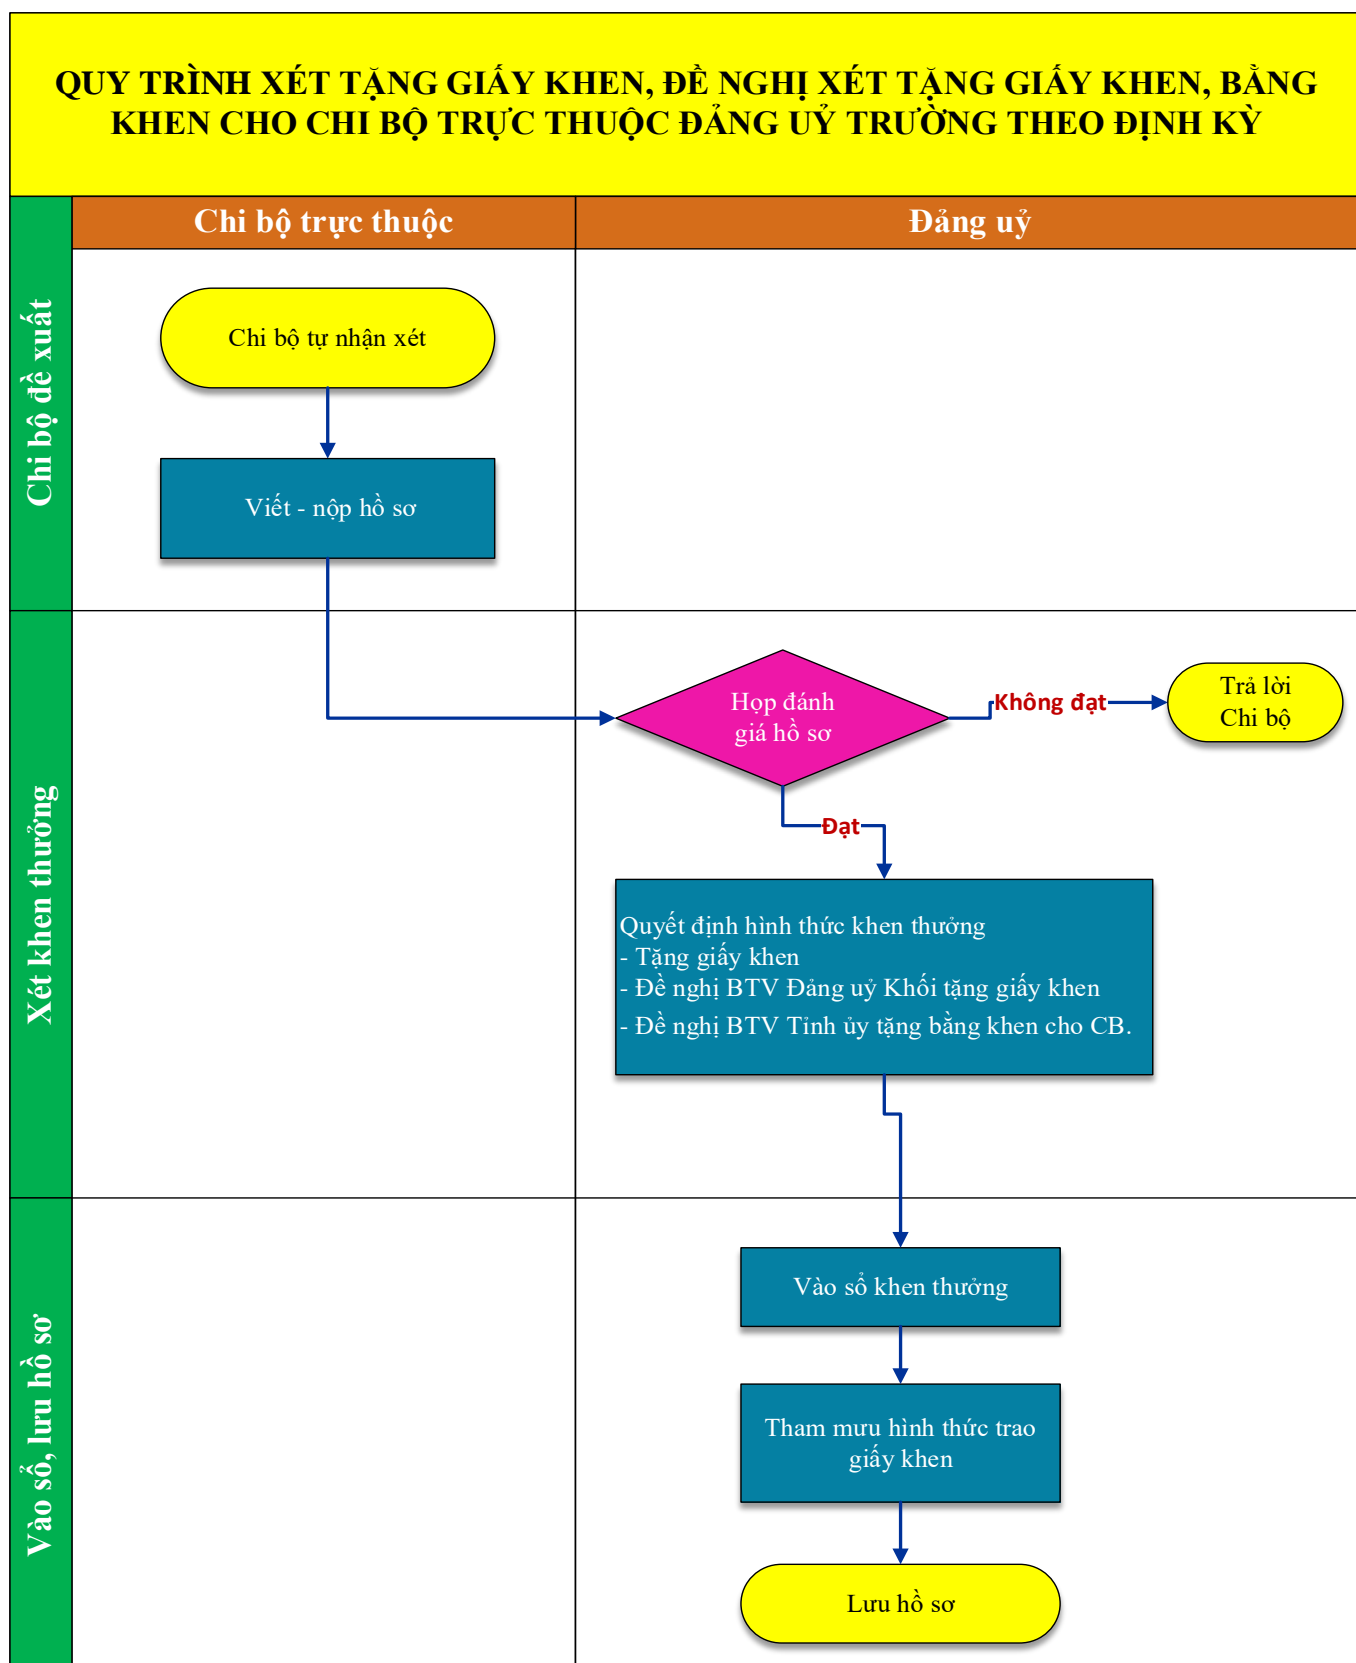 QUY TRÌNH XÉT TẶNG GIẤY KHEN, ĐỀ NGHỊ XÉT TẶNG GIẤY KHEN, BẰNG
KHEN CHO CHI BỘ TRỰC THUỘC ĐẢNG UỶ TRƯỜNG THEO ĐỊNH KỲ
Chi bộ trực thuộc
Đảng uỷ
Chi bộ đề xuất
Chi bộ tự nhận xét
Viết - nộp hồ sơ
Xét khen thưởng
Họp đánh
giá hồ sơ
Không đạt
Trả lời
Chi bộ
Đạt
Quyết định hình thức khen thưởng
- Tặng giấy khen
- Đề nghị BTV Đảng uỷ Khối tặng giấy khen
- Đề nghị BTV Tỉnh ủy tặng bằng khen cho CB.
Vào sổ, lưu hồ sơ
Vào sổ khen thưởng
Tham mưu hình thức trao
giấy khen
Lưu hồ sơ